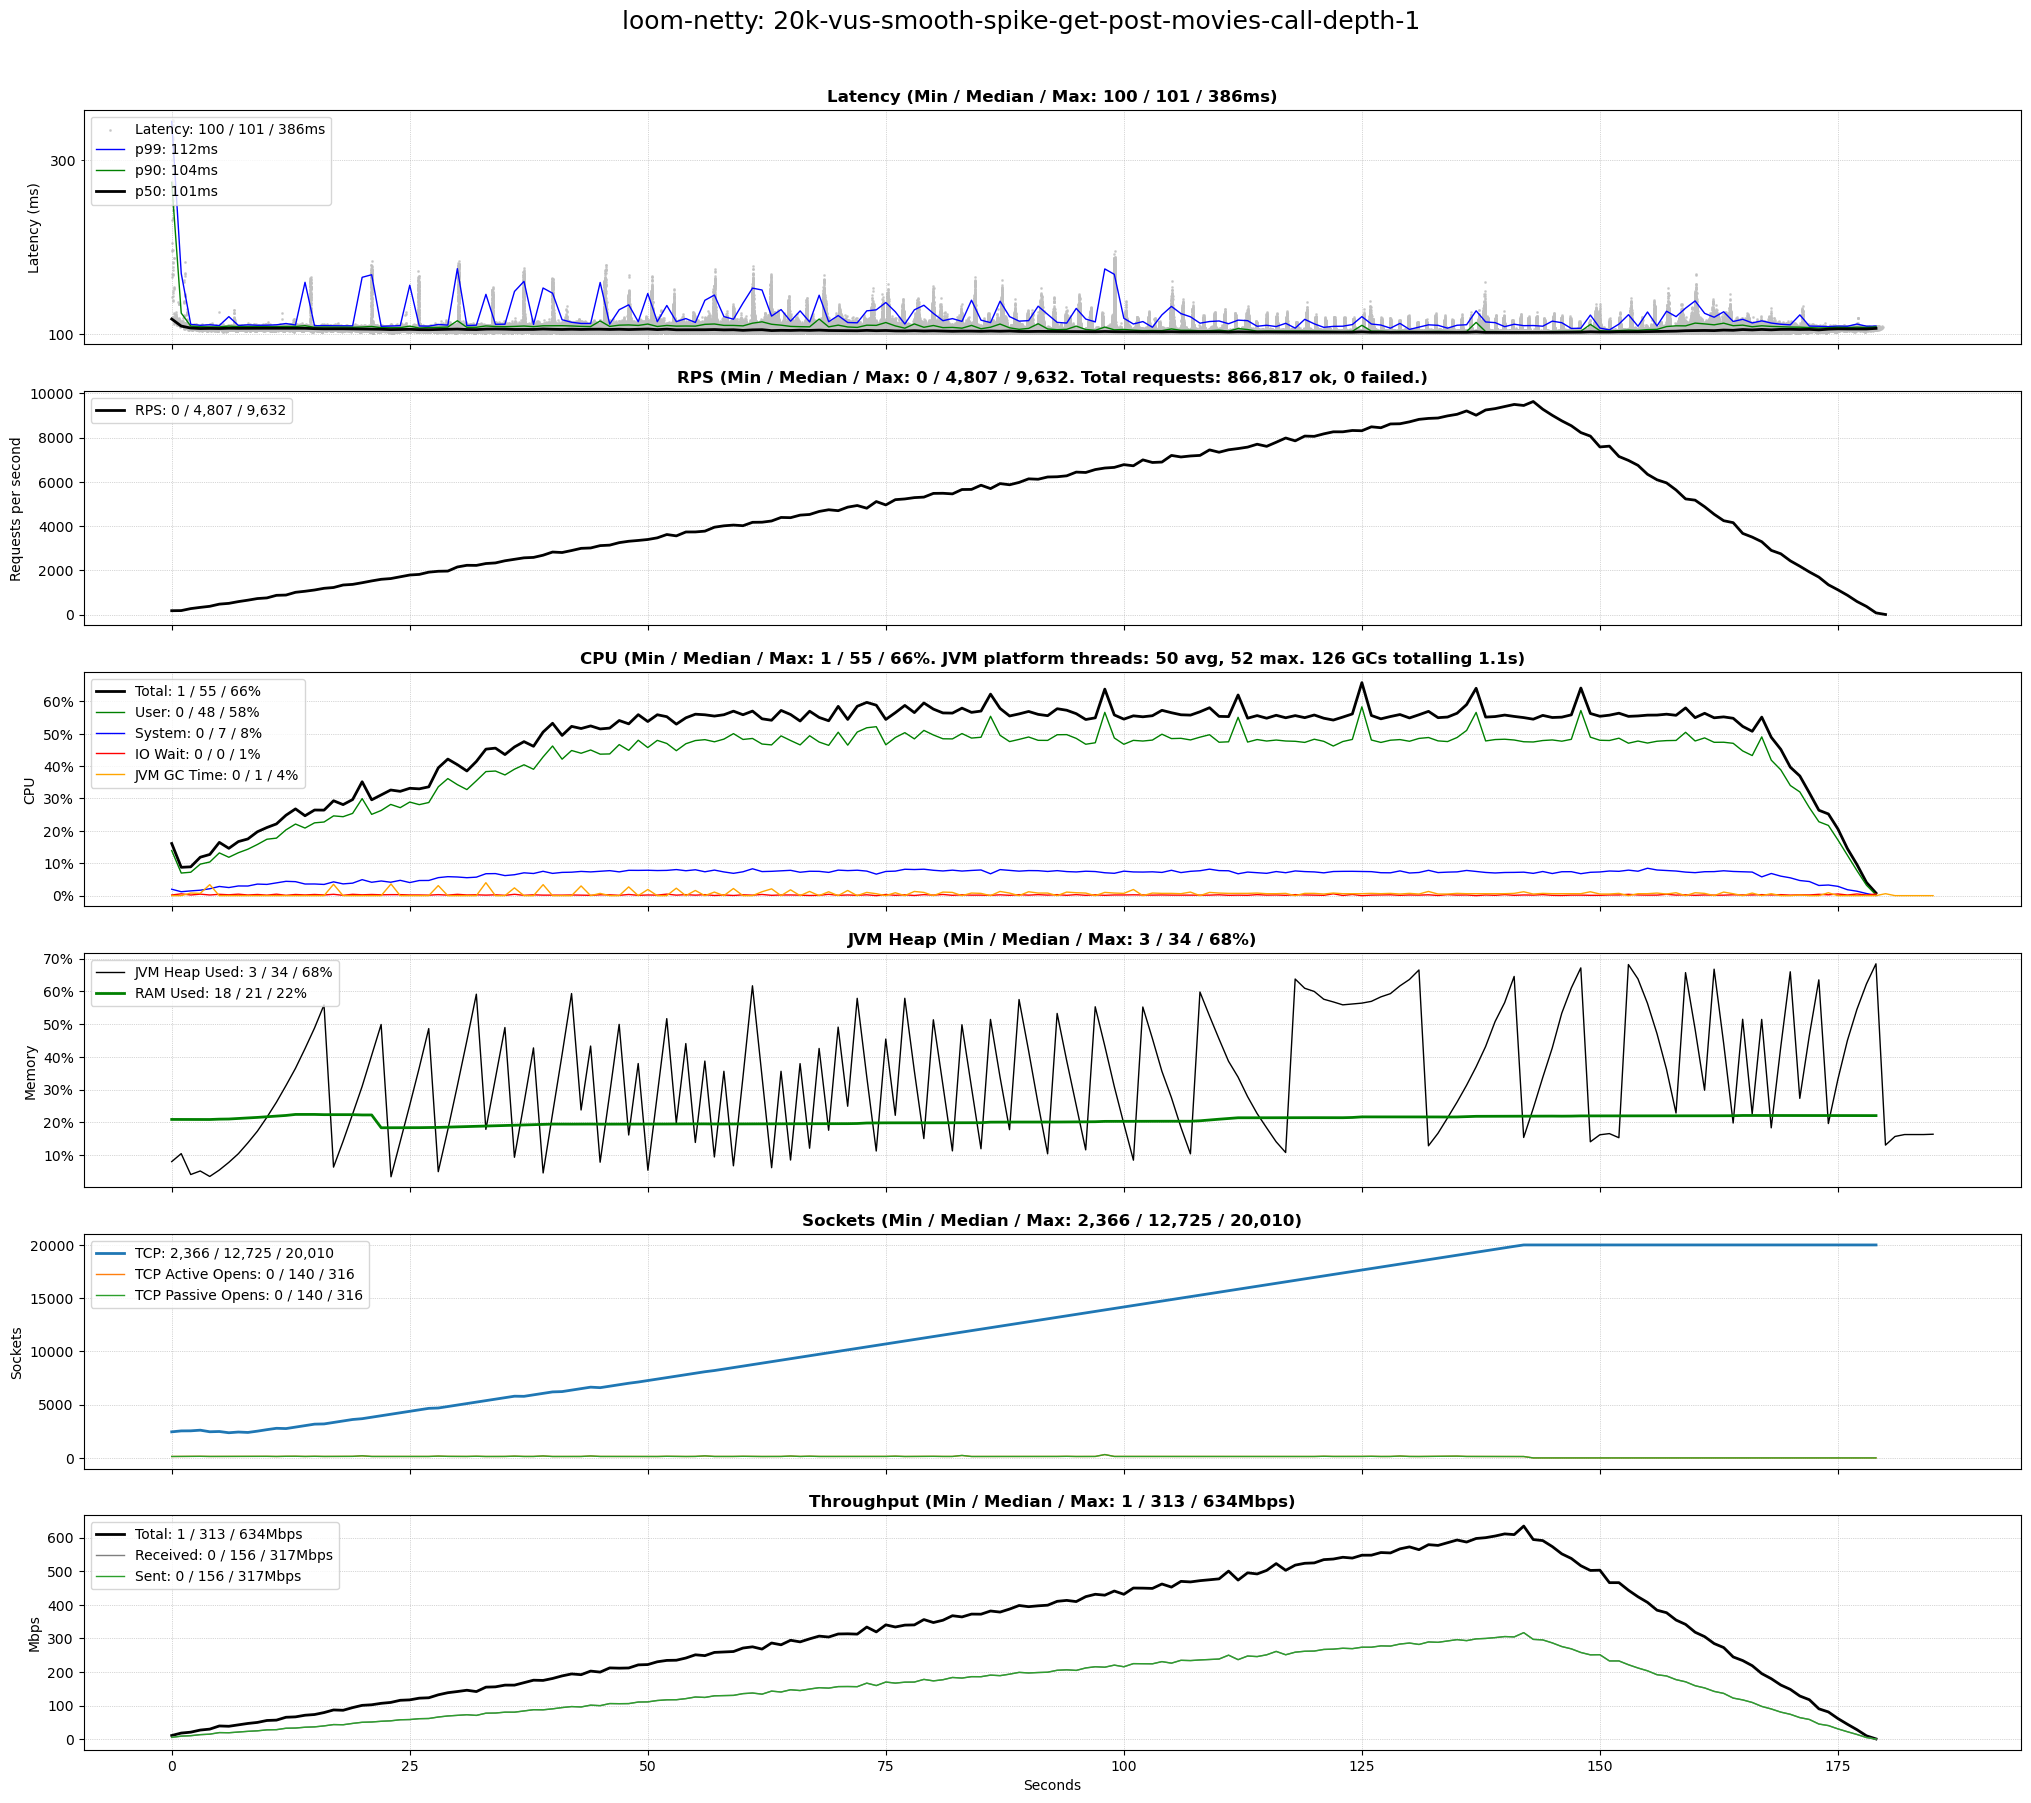 loom-netty: 20k-vus-smooth-spike-get-post-movies-call-depth-1
Latency (Min / Median / Max: 100 / 101 / 386ms)
Latency: 100 / 101 / 386ms
p99: 112ms
p90: 104ms
p50: 101ms
300
100
Latency (ms)
RPS (Min / Median / Max: 0 / 4,807 / 9,632. Total requests: 866,817 ok, 0 failed.)
RPS: 0 / 4,807 / 9,632
10000
8000
6000
4000
2000
0
Requests per second
CPU (Min / Median / Max: 1 / 55 / 66%. JVM platform threads: 50 avg, 52 max. 126 GCs totalling 1.1s)
Total: 1 / 55 / 66%
User: 0 / 48 / 58%
System: 0 / 7 / 8%
IO Wait: 0 / 0 / 1%
JVM GC Time: 0 / 1 / 4%
60%
50%
40%
30%
20%
10%
0%
CPU
JVM Heap (Min / Median / Max: 3 / 34 / 68%)
JVM Heap Used: 3 / 34 / 68%
RAM Used: 18 / 21 / 22%
70%
60%
50%
40%
30%
20%
10%
Memory
Sockets (Min / Median / Max: 2,366 / 12,725 / 20,010)
TCP: 2,366 / 12,725 / 20,010
TCP Active Opens: 0 / 140 / 316
TCP Passive Opens: 0 / 140 / 316
20000
15000
10000
5000
0
Sockets
Throughput (Min / Median / Max: 1 / 313 / 634Mbps)
Total: 1 / 313 / 634Mbps
Received: 0 / 156 / 317Mbps
Sent: 0 / 156 / 317Mbps
600
500
400
300
200
100
0
Mbps
0 25 50 75 100 125 150 175
Seconds